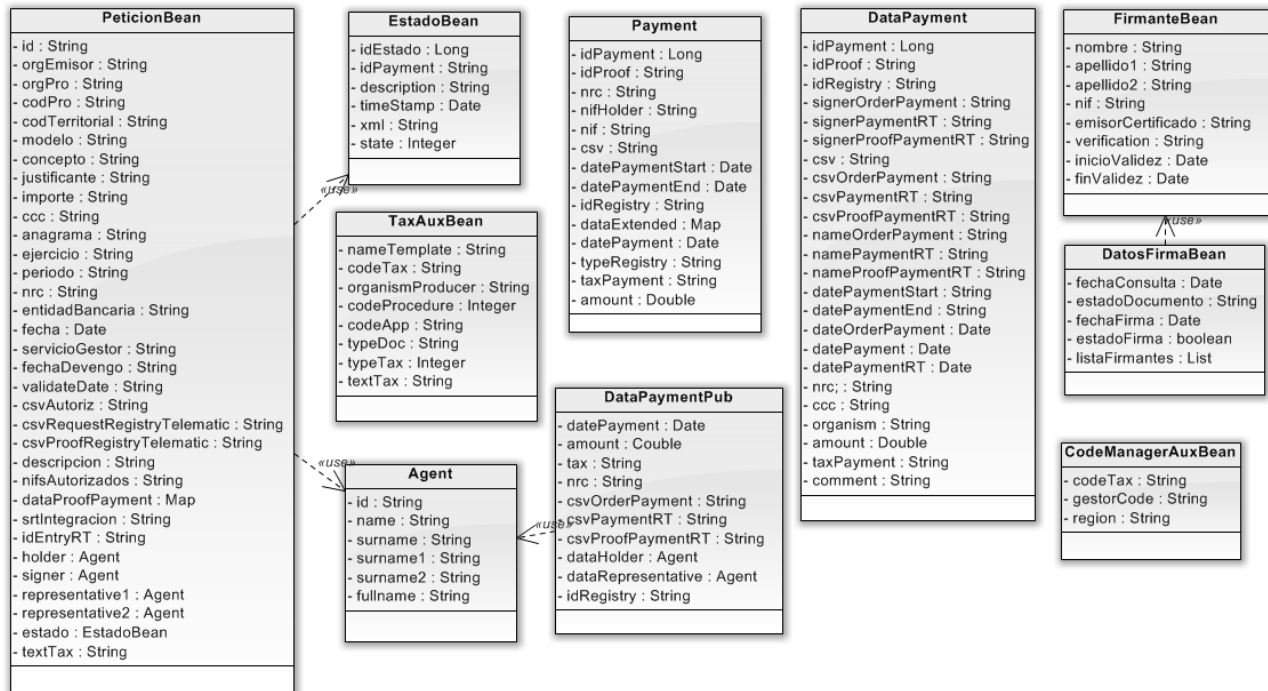 PeticionBean
- id : String
- orgEmisor : String
- orgPro : String
- codPro : String
- codTerritorial : String
- modelo : String
- concepto : String
- justificante : String
- importe : String
- ccc : String
- anagrama : String
- ejercicio : String
- periodo : String
- nrc : String
- entidadBancaria : String
- fecha : Date
- servicioGestor : String
- fechaDevengo : String
- validateDate : String
- csvAutoriz : String
- csvRequestRegistryTelematic : String
- csvProofRegistryTelematic : String
- descripcion : String
- nifsAutorizados : String
- dataProofPayment : Map
- srtIntegracion : String
- idEntryRT : String
- holder : Agent
- signer : Agent
- representative1 : Agent
- representative2 : Agent
- estado : EstadoBean
- textTax : String
EstadoBean
- idEstado : Long
- idPayment : String
- description : String
- timeStamp : Date
- xml : String
- state : Integer
«use»
TaxAuxBean
- nameTemplate : String
- codeTax : String
- organismProducer : String
- codeProcedure : Integer
- codeApp : String
- typeDoc : String
- typeTax : Integer
- textTax : String
«use»
Agent
- id : String
- name : String
- surname : String
- surname1 : String
- surname2 : String
- fullname : String
Payment
- idPayment : Long
- idProof : String
- nrc : String
- nifHolder : String
- nif : String
- csv : String
- datePaymentStart : Date
- datePaymentEnd : Date
- idRegistry : String
- dataExtended : Map
- datePayment : Date
- typeRegistry : String
- taxPayment : String
- amount : Double
DataPaymentPub
- datePayment : Date
- amount : Couble
- tax : String
- nrc : String
- csvOrderPayment : String
- csvPaymentRT : String
- csvProofPaymentRT : String
- dataHolder : Agent
- dataRepresentative : Agent
- idRegistry : String
«use»
DataPayment
- idPayment : Long
- idProof : String
- idRegistry : String
- signerOrderPayment : String
- signerPaymentRT : String
- signerProofPaymentRT : String
- csv : String
- csvOrderPayment : String
- csvPaymentRT : String
- csvProofPaymentRT : String
- nameOrderPayment : String
- namePaymentRT : String
- nameProofPaymentRT : String
- datePaymentStart : String
- datePaymentEnd : String
- dateOrderPayment : Date
- datePayment : Date
- datePaymentRT : Date
- nrc; : String
- ccc : String
- organism : String
- amount : Double
- taxPayment : String
- comment : String
FirmanteBean
- nombre : String
- apellido1 : String
- apellido2 : String
- nif : String
- emisorCertificado : String
- verification : String
- inicioValidez : Date
- finValidez : Date
«use»
DatosFirmaBean
- fechaConsulta : Date
- estadoDocumento : String
- fechaFirma : Date
- estadoFirma : boolean
- listaFirmantes : List
CodeManagerAuxBean
- codeTax : String
- gestorCode : String
- region : String